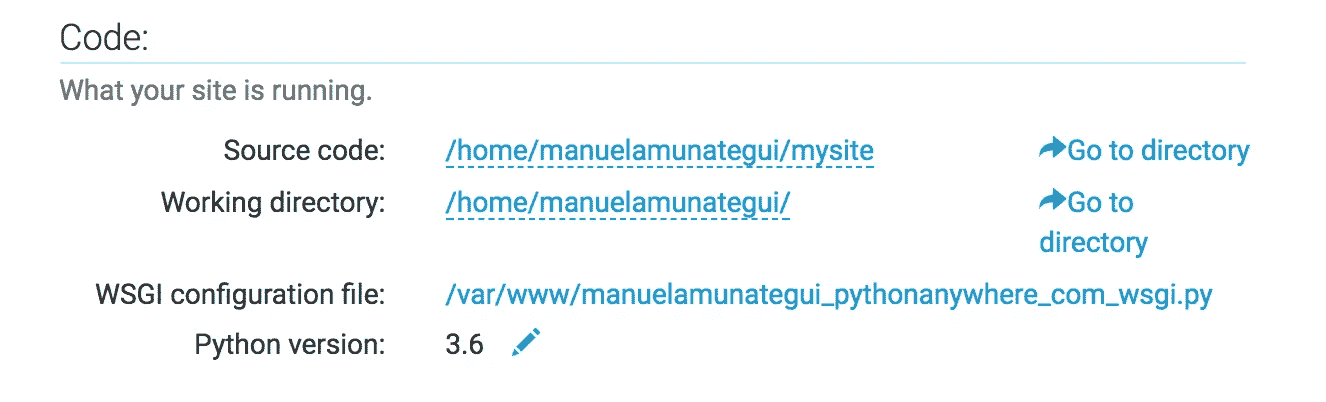 Code:
What your site is running.
Source code: /home/manuelamunategui/mysite Go to directory
Working directory: /home/manuelamunategui/ Go to
directory
WSGI configuration file: /var/www/manuelamunategui_pythonanywhere_com_wsgi.py
Python version: 3.6